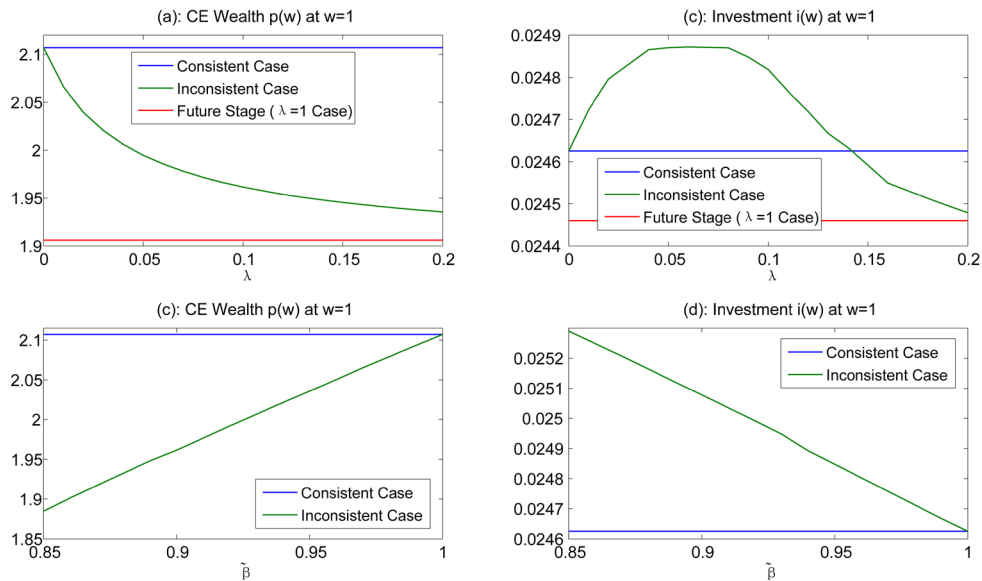 (a): CE Wealth p(w) at w=1
2.1
2.05
2
1.95
1.9
0
0.05
0.1
0.15
0.2
λ
Consistent Case
Inconsistent Case
Future Stage ( λ =1 Case)
(c): Investment i(w) at w=1
0.0249
0.0248
0.0247
0.0246
0.0245
0.0244
0
0.05
0.1
0.15
0.2
λ
Consistent Case
Inconsistent Case
Future Stage ( λ =1 Case)
(c): CE Wealth p(w) at w=1
2.1
2.05
2
1.95
1.9
1.85
0.85
0.9
0.95
1
β̃
Consistent Case
Inconsistent Case
(d): Investment i(w) at w=1
0.0252
0.0251
0.025
0.0249
0.0248
0.0247
0.0246
0.85
0.9
0.95
1
β̃
Consistent Case
Inconsistent Case